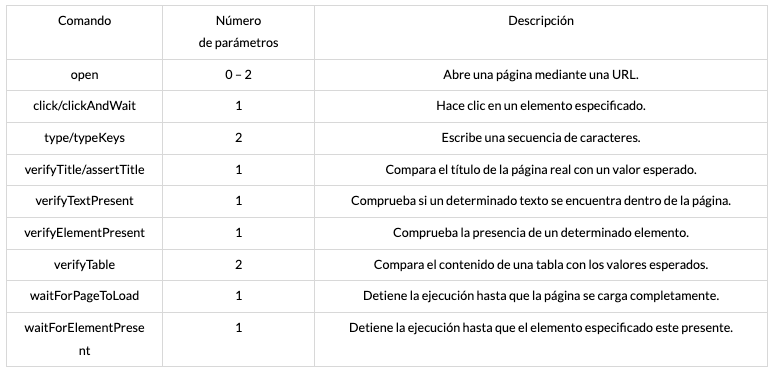 Comando Número Descripción
de parámetros
open 0 – 2 Abre una página mediante una URL.
click/clickAndWait 1 Hace clic en un elemento especificado.
type/typeKeys 2 Escribe una secuencia de caracteres.
verifyTitle/assertTitle 1 Compara el título de la página real con un valor esperado.
verifyTextPresent 1 Comprueba si un determinado texto se encuentra dentro de la página.
verifyElementPresent 1 Comprueba la presencia de un determinado elemento.
verifyTable 2 Compara el contenido de una tabla con los valores esperados.
waitForPageToLoad 1 Detiene la ejecución hasta que la página se carga completamente.
waitForElementPrese 1 Detiene la ejecución hasta que el elemento especificado este presente.
nt